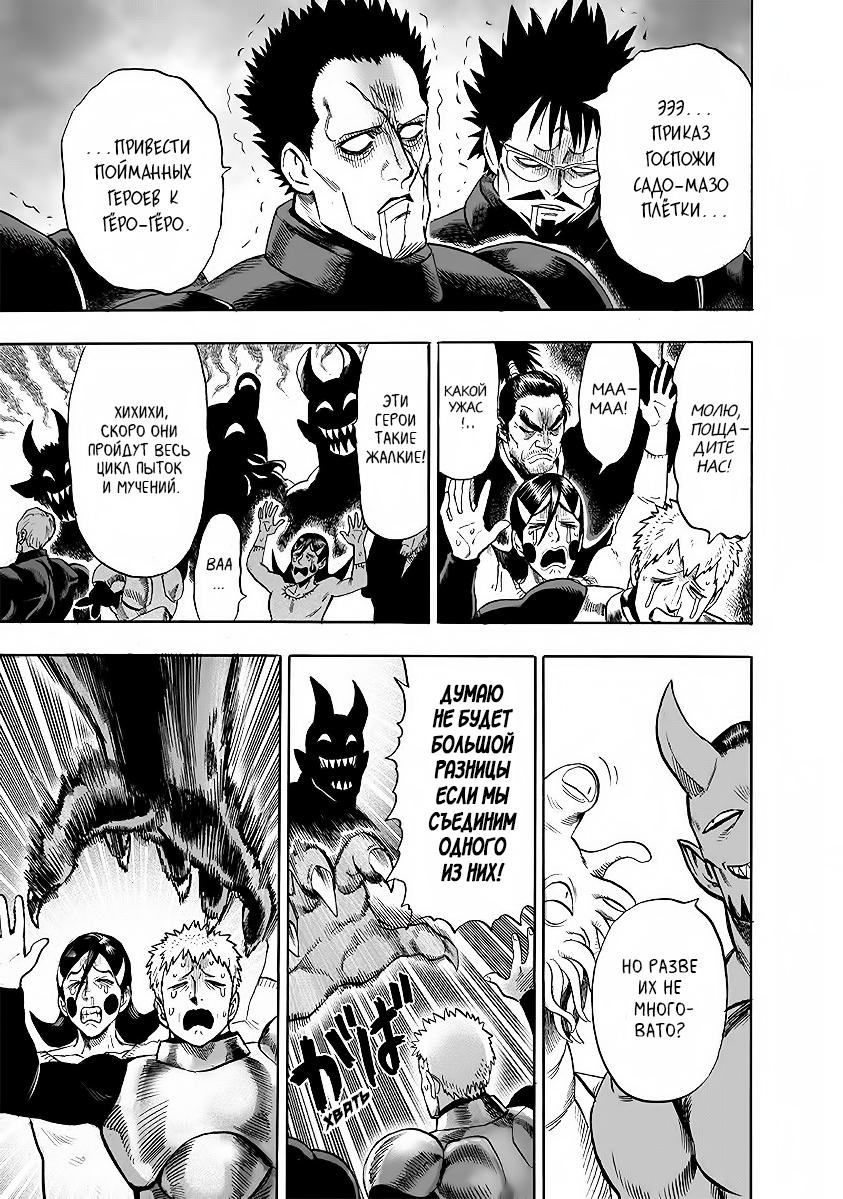 ЭЭЭ...
ПРИКАЗ
ГОСПОЖИ
САДО-МАЗО
ПЛЁТКИ...
...ПРИВЕСТИ
ПОЙМАННЫХ
ГЕРОЕВ К
ГЁРО-ГЁРО.
МОЛЮ,
ПОЩА-
ДИТЕ
НАС!
МАА-
МАА!
КАКОЙ
УЖАС
!..
ЭТИ
ГЕРОИ
ТАКИЕ
ЖАЛКИЕ!
ВАА
...
ХИХИХИ,
СКОРО ОНИ
ПРОЙДУТ ВЕСЬ
ЦИКЛ ПЫТОК
И МУЧЕНИЙ.
НО РАЗВЕ
ИХ НЕ
МНОГО-
ВАТО?
ДУМАЮ
НЕ БУДЕТ
БОЛЬШОЙ
РАЗНИЦЫ
ЕСЛИ МЫ
СЪЕДИНИМ
ОДНОГО
ИЗ НИХ!
がばっ
ХВАТЬ